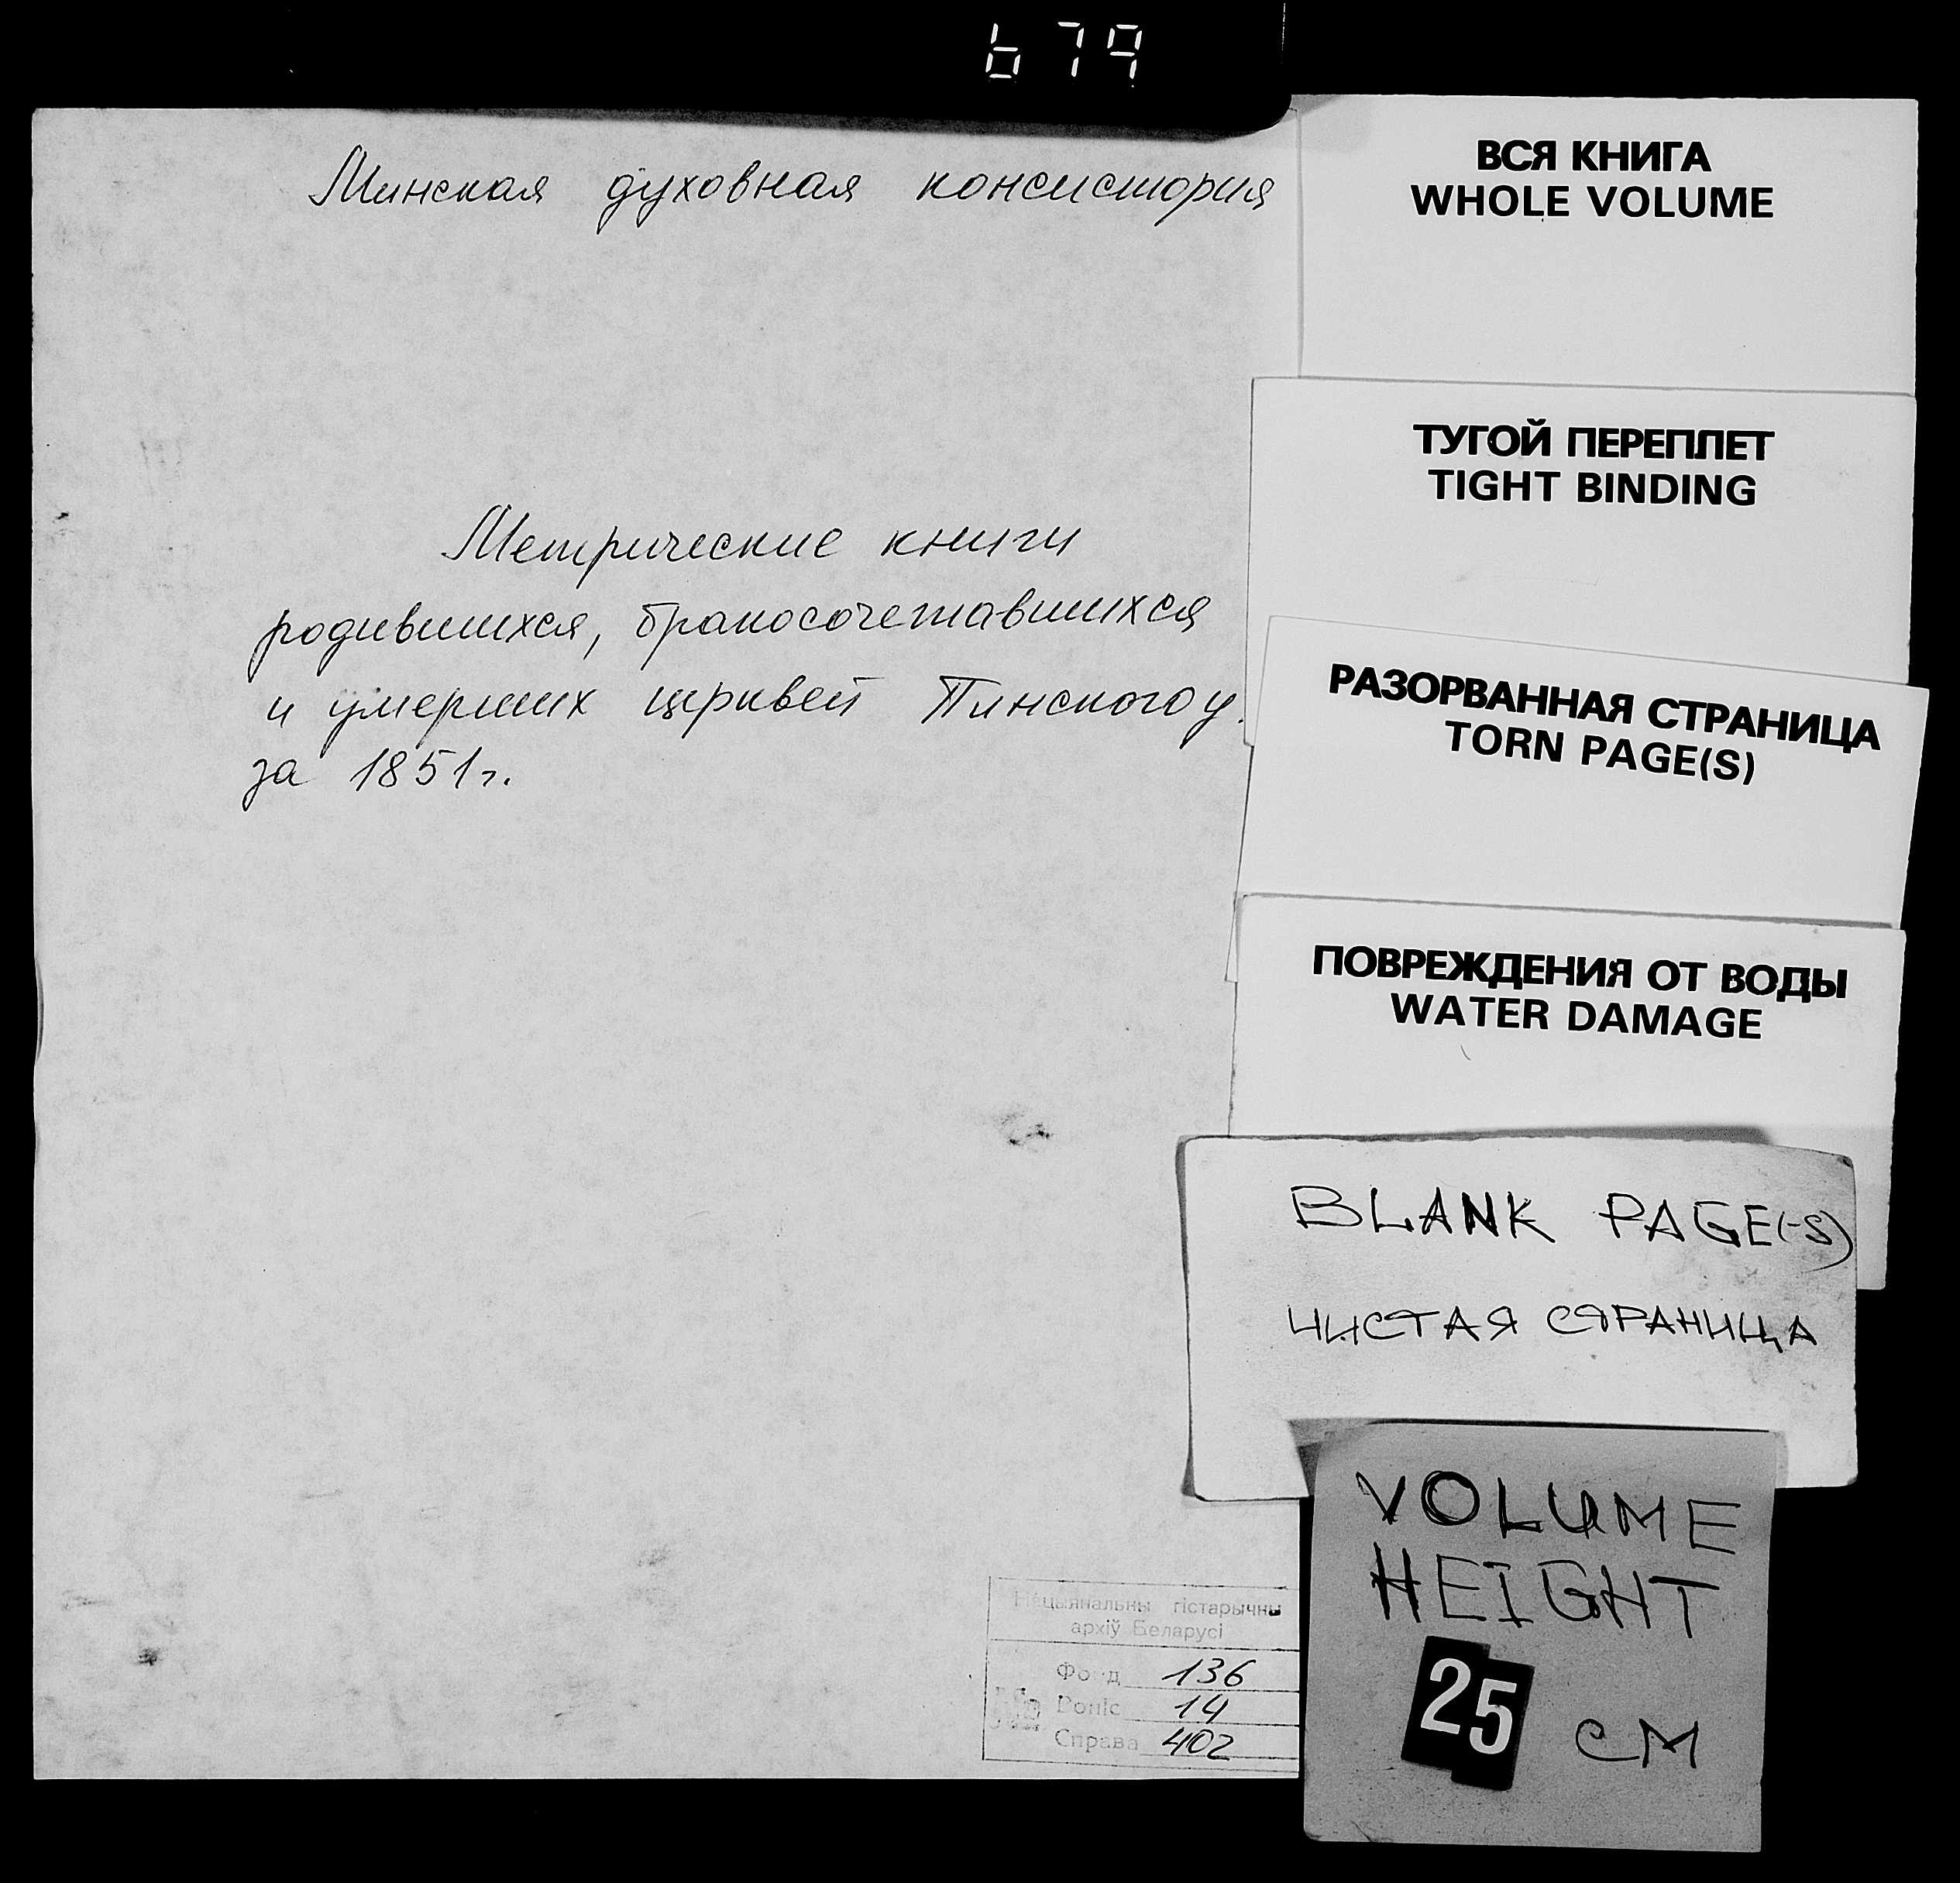 679
Минская духовная консистория
Метрические книги
родившихся, бракосочетавшихся
и умерших церквей Пинского у.
за 1851г.
Нацыянальны гістарычны
архіў Беларусі
Фонд 136
Вопіс 14
Справа 402
ВСЯ КНИГА
WHOLE VOLUME
ТУГОЙ ПЕРЕПЛЕТ
TIGHT BINDING
РАЗОРВАННАЯ СТРАНИЦА
TORN PAGE(S)
ПОВРЕЖДЕНИЯ ОТ ВОДЫ
WATER DAMAGE
BLANK PAGE(-S)
ЧИСТАЯ СТРАНИЦА
VOLUME
HEIGHT
25 CM